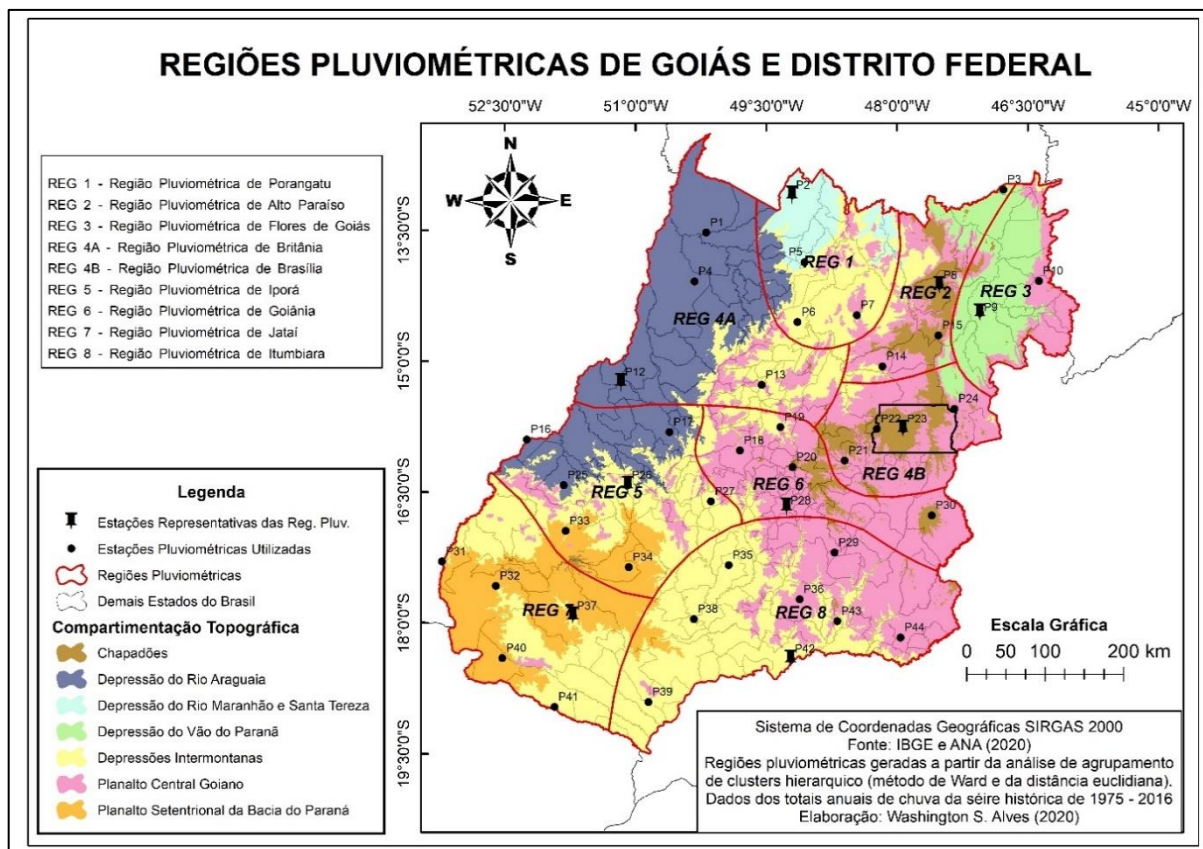 REGIÕES PLUVIOMÉTRICAS DE GOIÁS E DISTRITO FEDERAL
52°30'0"W 51°0'0"W 49°30'0"W 48°0'0"W 46°30'0"W 45°0'0"W
REG 1 - Região Pluviométrica de Porangatu
REG 2 - Região Pluviométrica de Alto Paraíso
REG 3 - Região Pluviométrica de Flores de Goiás
REG 4A - Região Pluviométrica de Britânia
REG 4B - Região Pluviométrica de Brasília
REG 5 - Região Pluviométrica de Iporá
REG 6 - Região Pluviométrica de Goiânia
REG 7 - Região Pluviométrica de Jataí
REG 8 - Região Pluviométrica de Itumbiara
N
W E
S
13°30'0"S
15°0'0"S
16°30'0"S
18°0'0"S
19°30'0"S
P2
P3
P1
P5
REG 1
P4
P8
P10
REG 2
REG 3
P9
REG 4A
P7
P6
P15
P14
P12
P13
P24
P16
P17
P19
P22
P23
P18
P21
P20
REG 4B
P25
P26
REG 5
REG 6
P27
P28
P30
P33
P29
P31
P34
P35
P32
P36
REG 7
P37
P38
REG 8
P43
P44
P40
P42
P41
P39
Legenda
Estações Representativas das Reg. Pluv.
Estações Pluviométricas Utilizadas
Regiões Pluviométricas
Demais Estados do Brasil
Compartimentação Topográfica
Chapadões
Depressão do Rio Araguaia
Depressão do Rio Maranhão e Santa Tereza
Depressão do Vão do Paranã
Depressões Intermontanas
Planalto Central Goiano
Planalto Setentrional da Bacia do Paraná
Escala Gráfica
0 50 100 200 km
Sistema de Coordenadas Geográficas SIRGAS 2000
Fonte: IBGE e ANA (2020)
Regiões pluviométricas geradas a partir da análise de agrupamento
de clusters hierarquico (método de Ward e da distância euclidiana).
Dados dos totais anuais de chuva da séire histórica de 1975 - 2016
Elaboração: Washington S. Alves (2020)